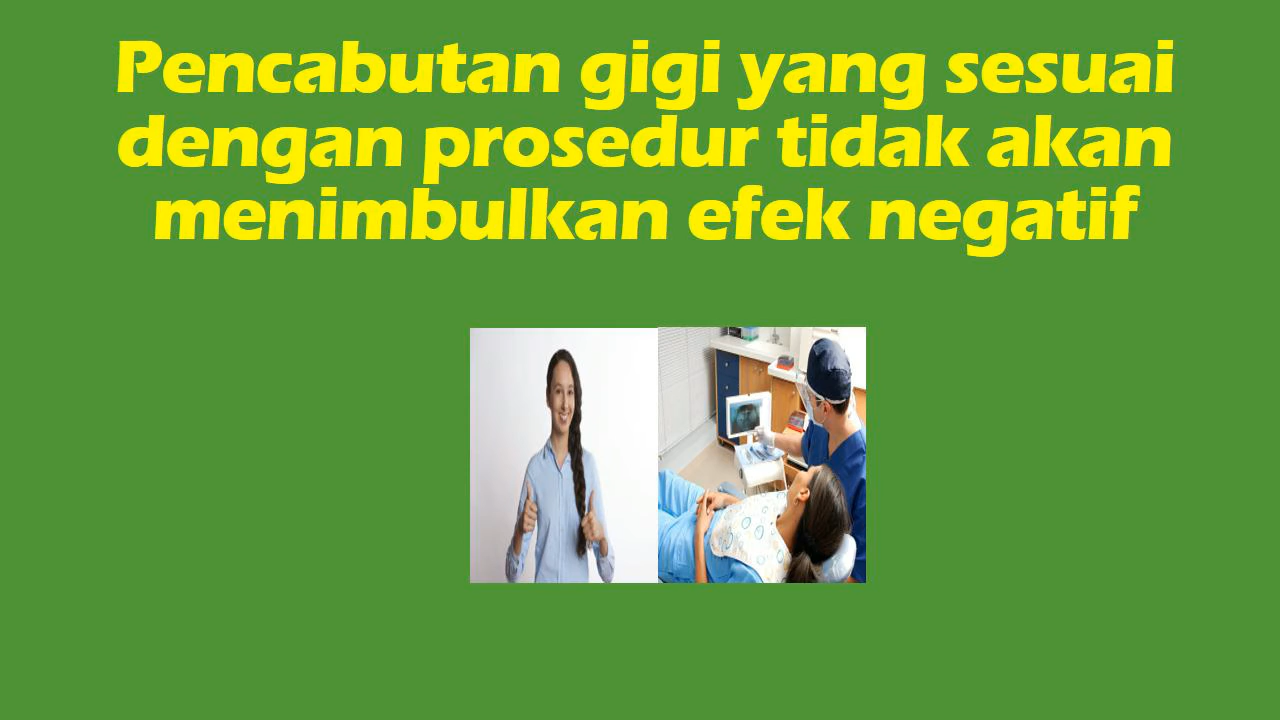 Pencabutan gigi yang sesuai
dengan prosedur tidak akan
menimbulkan efek negatif